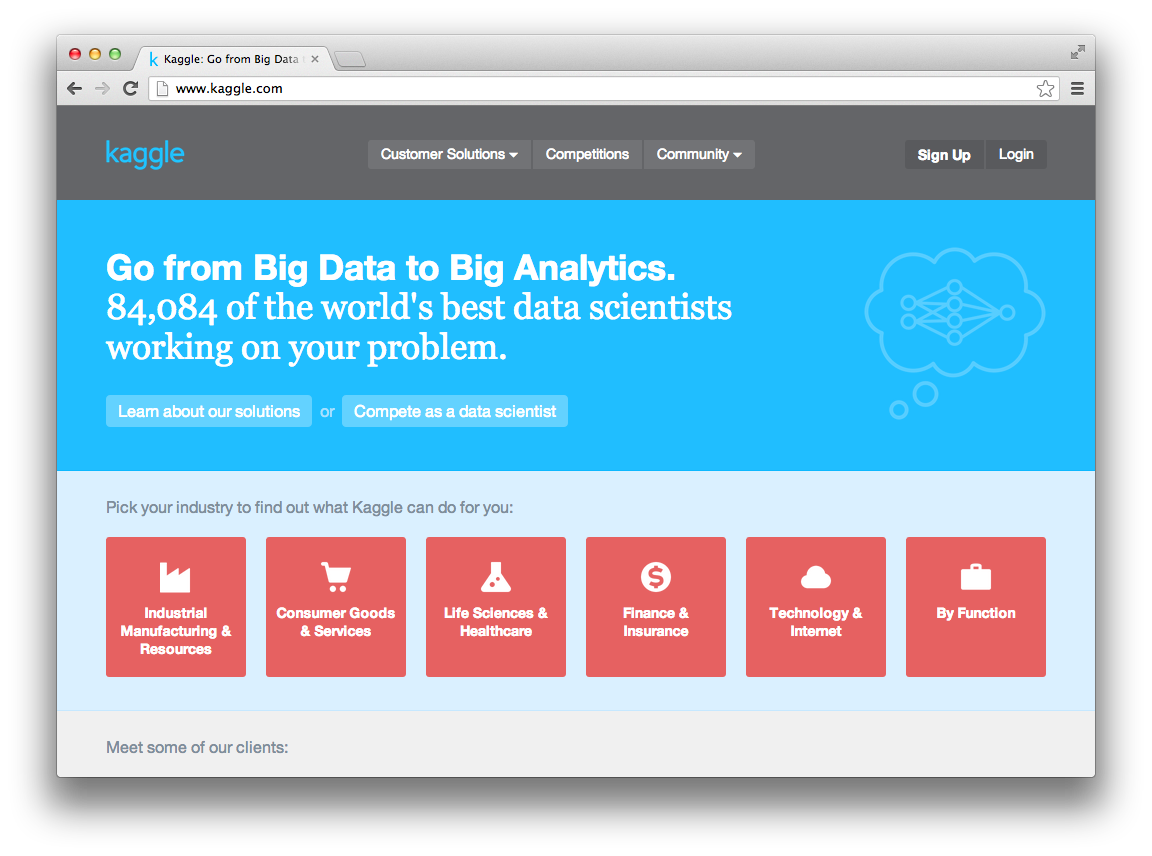 Kaggle: Go from Big Data
www.kaggle.com
kaggle
Customer Solutions
Competitions
Community
Sign Up
Login
Go from Big Data to Big Analytics.
84,084 of the world's best data scientists
working on your problem.
Learn about our solutions or Compete as a data scientist
Pick your industry to find out what Kaggle can do for you:
Industrial
Manufacturing &
Resources
Consumer Goods
& Services
Life Sciences &
Healthcare
Finance &
Insurance
Technology &
Internet
By Function
Meet some of our clients: